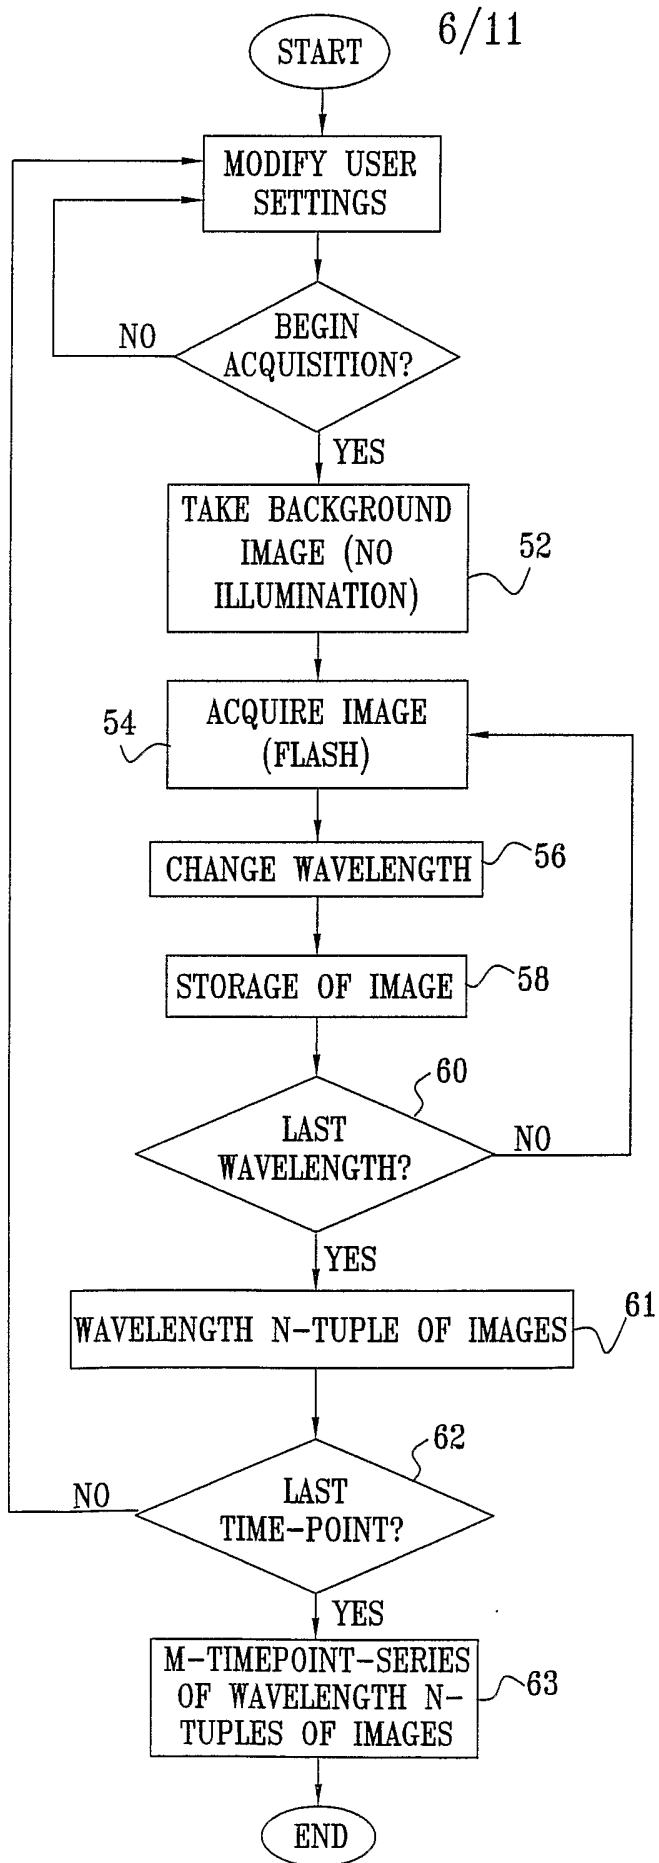 6/11
START
MODIFY USER
SETTINGS
BEGIN
ACQUISITION?
NO
YES
TAKE BACKGROUND
IMAGE (NO
ILLUMINATION)
52
ACQUIRE IMAGE
(FLASH)
54
CHANGE WAVELENGTH
56
STORAGE OF IMAGE
58
60
LAST
WAVELENGTH?
NO
YES
WAVELENGTH N-TUPLE OF IMAGES
61
62
LAST
TIME-POINT?
NO
YES
M-TIMEPOINT-SERIES
OF WAVELENGTH N-
TUPLES OF IMAGES
63
END